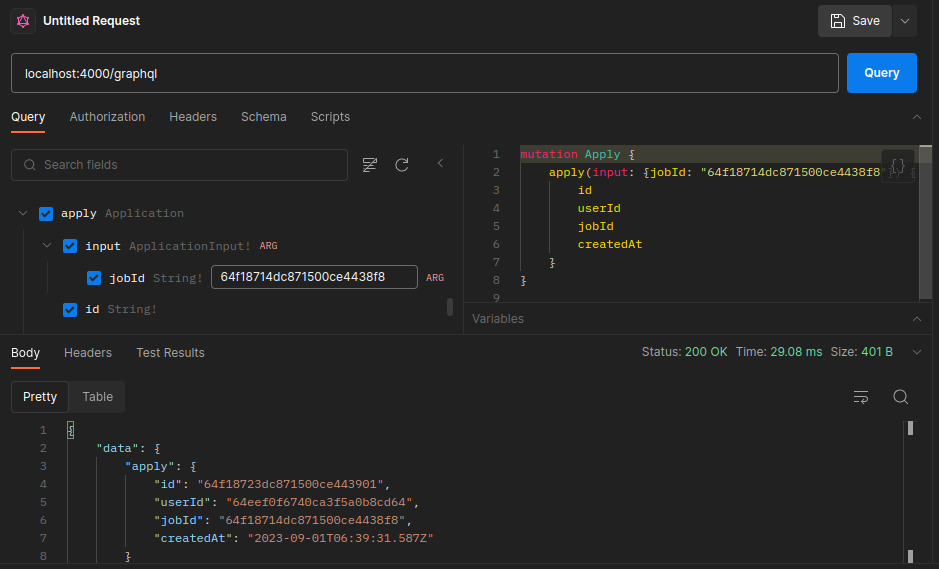 Untitled Request
Save
localhost:4000/graphql
Query
Query Authorization Headers Schema Scripts
Search fields
apply Application
input ApplicationInput! ARG
jobId String! 64f18714dc871500ce4438f8 ARG
id String!
1 mutation Apply {
2 apply(input: {jobId: "64f18714dc871500ce4438f8"}) {
3 id
4 userId
5 jobId
6 createdAt
7 }
8 }
9
{}
Variables
Body Headers Test Results Status: 200 OK Time: 29.08 ms Size: 401 B
Pretty Table
1 {
2 "data": {
3 "apply": {
4 "id": "64f18723dc871500ce443901",
5 "userId": "64eef0f6740ca3f5a0b8cd64",
6 "jobId": "64f18714dc871500ce4438f8",
7 "createdAt": "2023-09-01T06:39:31.587Z"
8 }